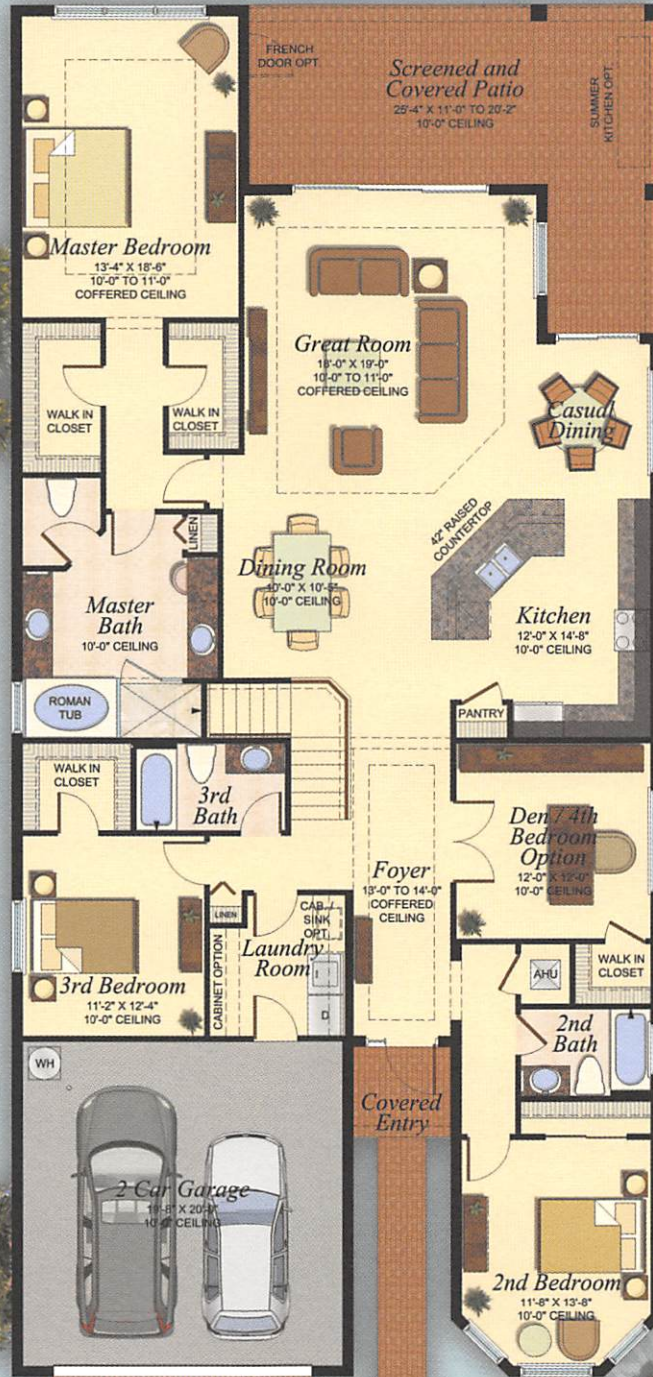 FRENCH
DOOR OPT.
Screened and
Covered Patio
25'-4" X 11'-0" TO 20'-2"
10'-0" CEILING
SUMMER
KITCHEN OPT.
Master Bedroom
13'-4" X 18'-6"
10'-0" TO 11'-0"
COFFERED CEILING
Great Room
18'-0" X 19'-0"
10'-0" TO 11'-0"
COFFERED CEILING
WALK IN
CLOSET
WALK IN
CLOSET
Casual
Dining
LINEN
42" RAISED
COUNTERTOP
Dining Room
10'-0" X 10'-5"
10'-0" CEILING
Master
Bath
10'-0" CEILING
Kitchen
12'-0" X 14'-8"
10'-0" CEILING
ROMAN
TUB
PANTRY
WALK IN
CLOSET
3rd
Bath
Den / 4th
Bedroom
Option
12'-0" X 12'-0"
10'-0" CEILING
Foyer
13'-0" TO 14'-0"
COFFERED
CEILING
LINEN
CAB. /
SINK
OPT.
CABINET OPTION
Laundry
Room
I
D
3rd Bedroom
11'-2" X 12'-4"
10'-0" CEILING
AHU
WALK IN
CLOSET
2nd
Bath
WH
Covered
Entry
2 Car Garage
19'-8" X 20'-0"
10'-0" CEILING
2nd Bedroom
11'-8" X 13'-8"
10'-0" CEILING